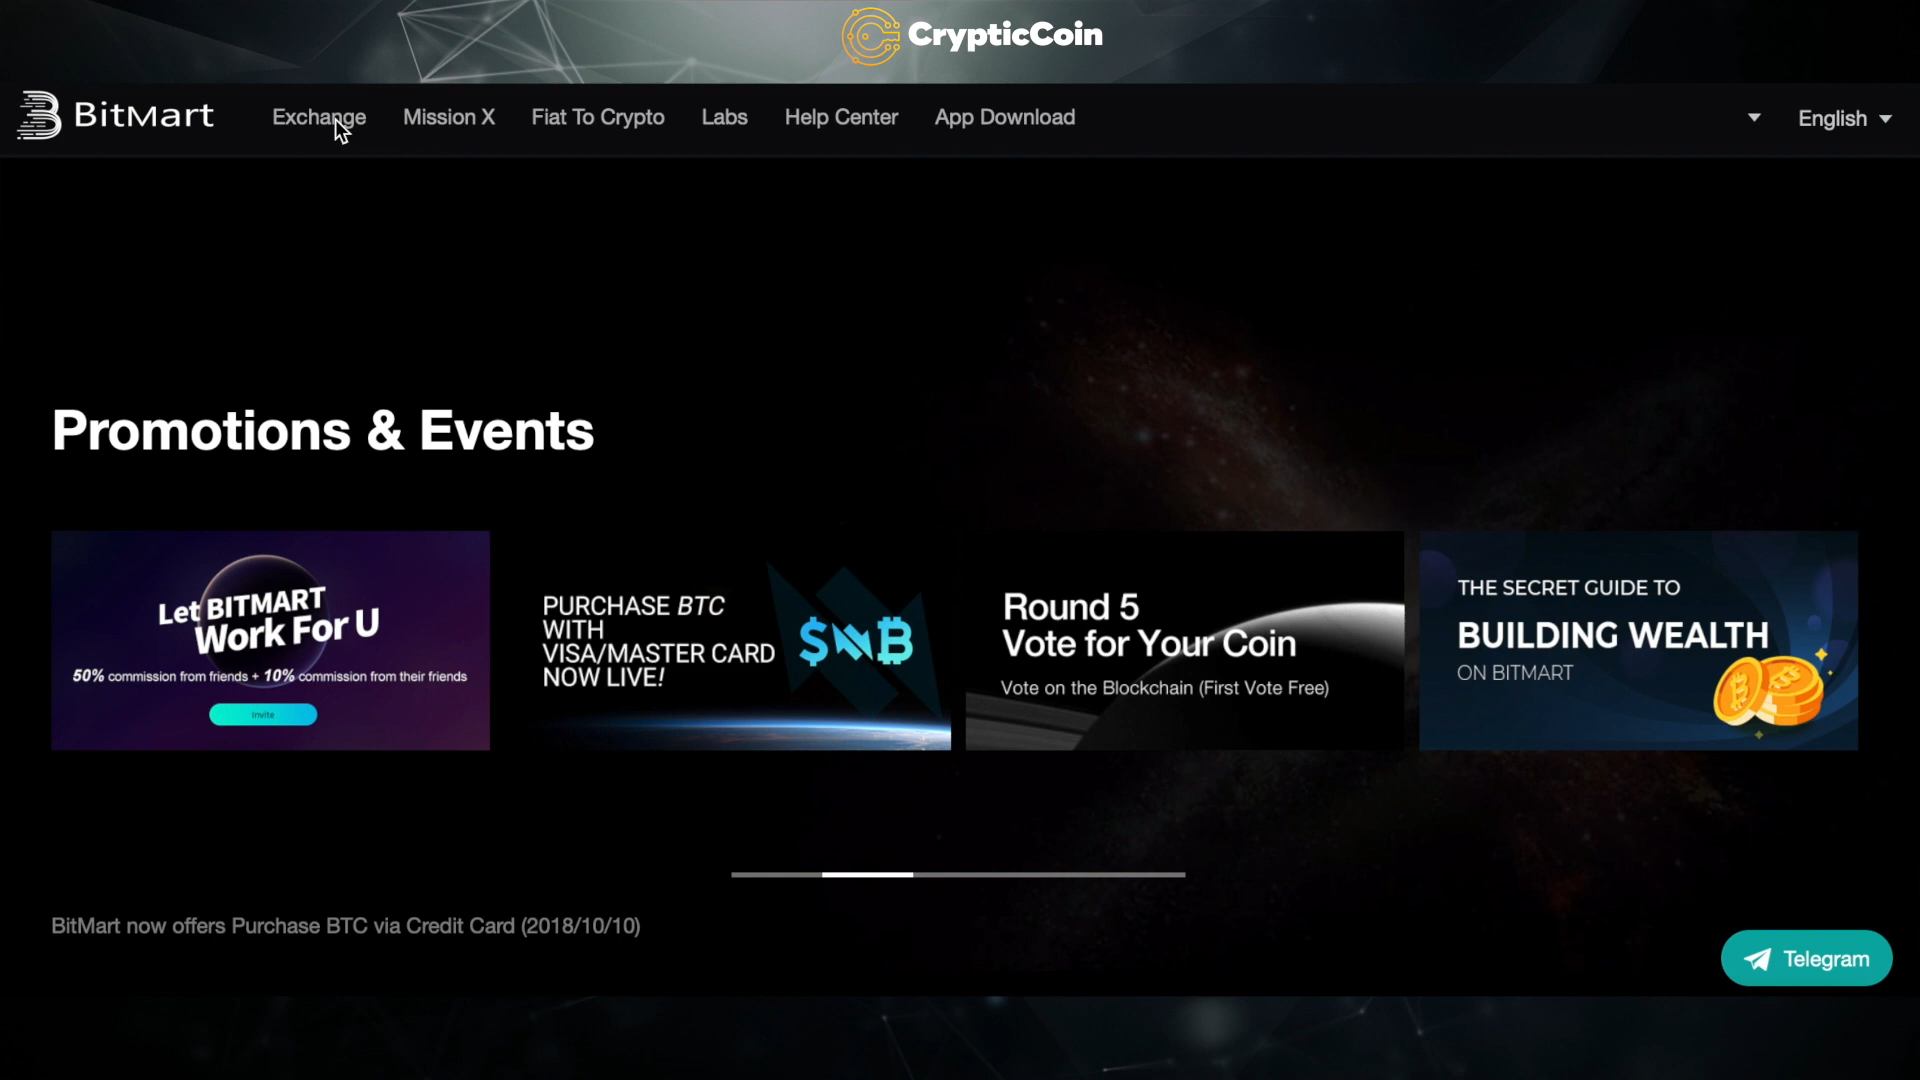 CrypticCoin
BitMart
Exchange
Mission X
Fiat To Crypto
Labs
Help Center
App Download
English
Promotions & Events
Let BITMART
Work For U
50% commission from friends + 10% commission from their friends
Invite
PURCHASE BTC
WITH
VISA/MASTER CARD
NOW LIVE!
Round 5
Vote for Your Coin
Vote on the Blockchain (First Vote Free)
THE SECRET GUIDE TO
BUILDING WEALTH
ON BITMART
BitMart now offers Purchase BTC via Credit Card (2018/10/10)
Telegram